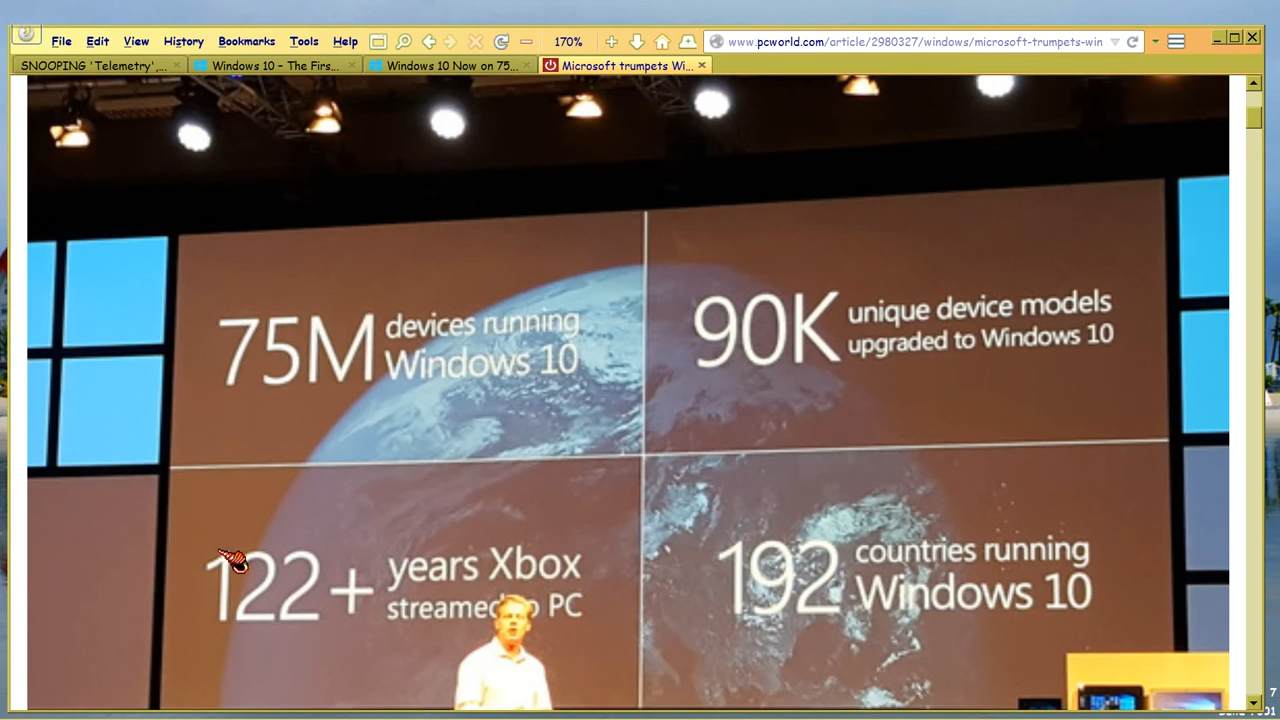 File Edit View History Bookmarks Tools Help 170% www.pcworld.com/article/2980327/windows/microsoft-trumpets-win
SNOOPING 'Telemetry',... Windows 10 – The Firs... Windows 10 Now on 75... Microsoft trumpets Wi...
75M devices running
Windows 10
90K unique device models
upgraded to Windows 10
122+ years Xbox
streamed PC
192 countries running
Windows 10
7